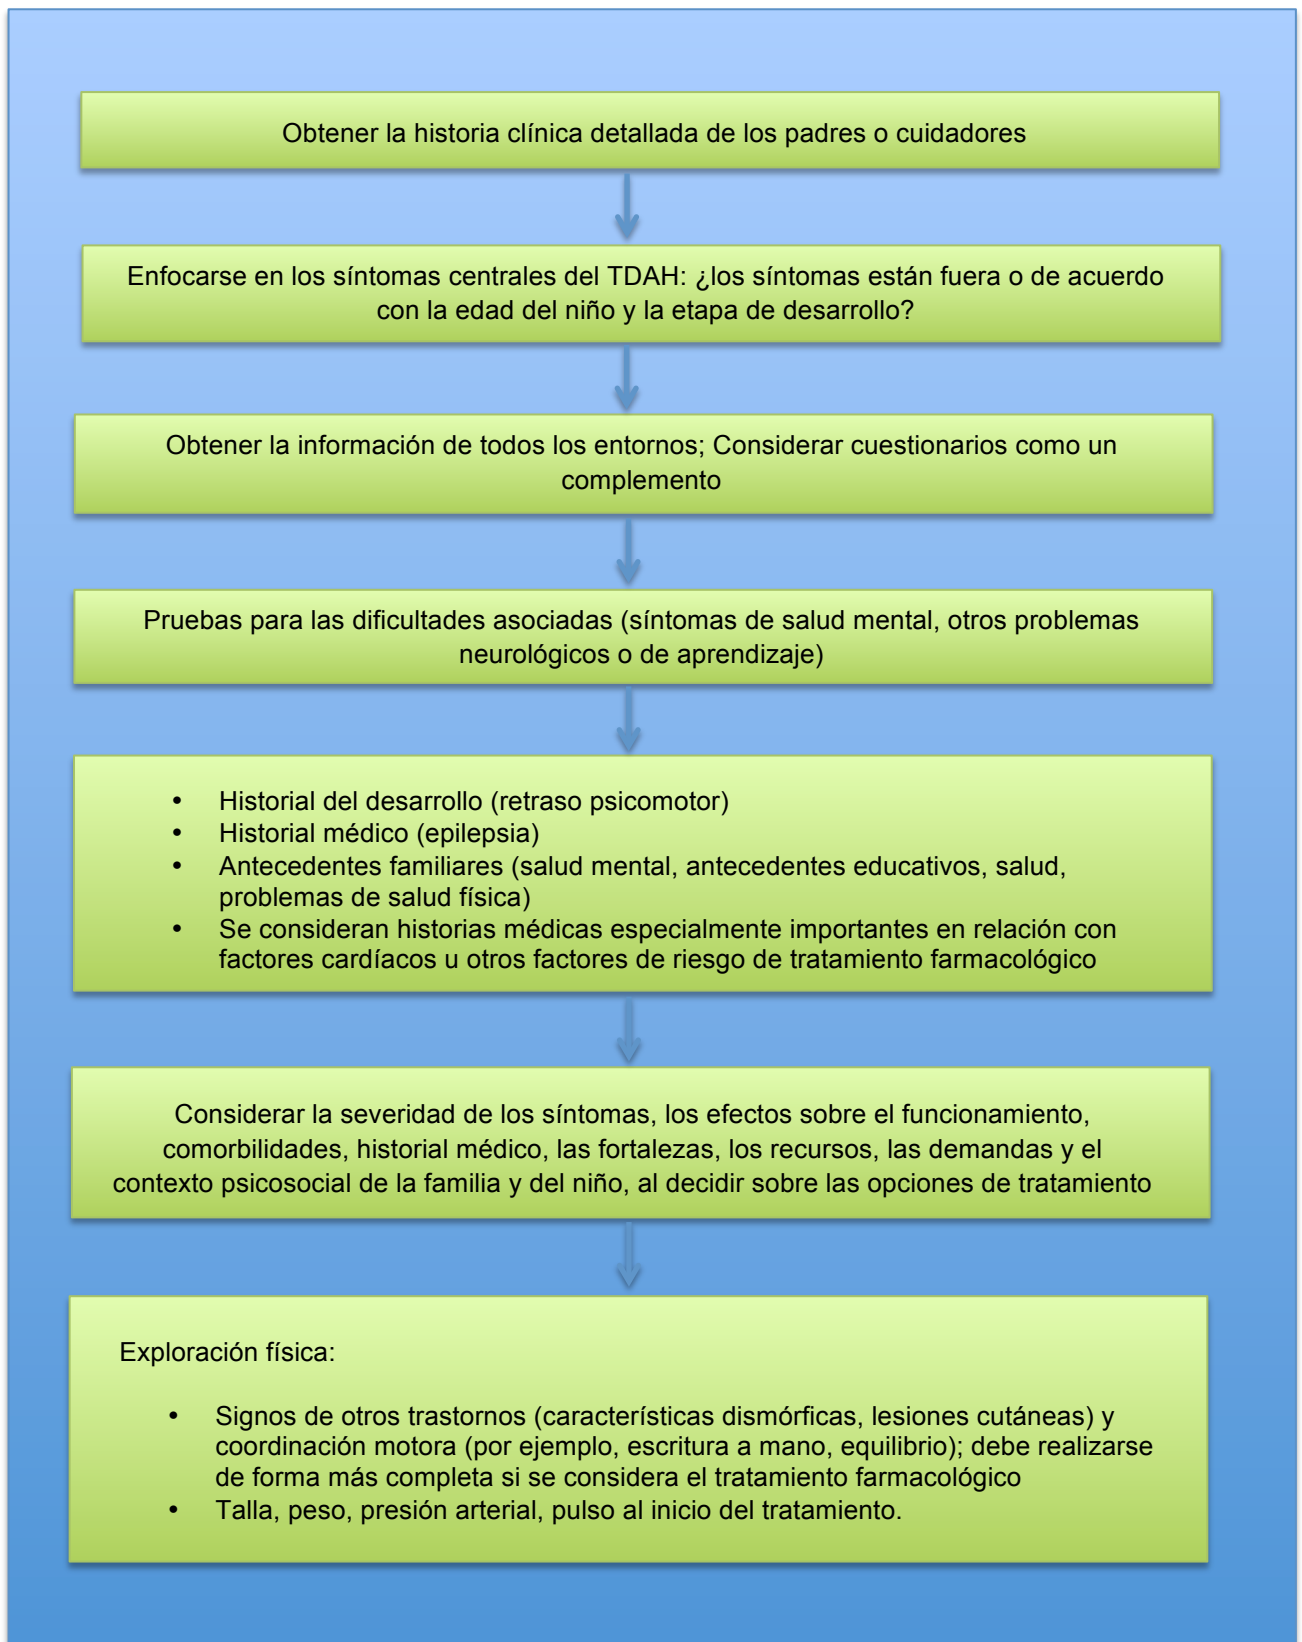 Obtener la historia clínica detallada de los padres o cuidadores
Enfocarse en los síntomas centrales del TDAH: ¿los síntomas están fuera o de acuerdo
con la edad del niño y la etapa de desarrollo?
Obtener la información de todos los entornos; Considerar cuestionarios como un
complemento
Pruebas para las dificultades asociadas (síntomas de salud mental, otros problemas
neurológicos o de aprendizaje)
• Historial del desarrollo (retraso psicomotor)
• Historial médico (epilepsia)
• Antecedentes familiares (salud mental, antecedentes educativos, salud,
problemas de salud física)
• Se consideran historias médicas especialmente importantes en relación con
factores cardíacos u otros factores de riesgo de tratamiento farmacológico
Considerar la severidad de los síntomas, los efectos sobre el funcionamiento,
comorbilidades, historial médico, las fortalezas, los recursos, las demandas y el
contexto psicosocial de la familia y del niño, al decidir sobre las opciones de tratamiento
Exploración física:
• Signos de otros trastornos (características dismórficas, lesiones cutáneas) y
coordinación motora (por ejemplo, escritura a mano, equilibrio); debe realizarse
de forma más completa si se considera el tratamiento farmacológico
• Talla, peso, presión arterial, pulso al inicio del tratamiento.